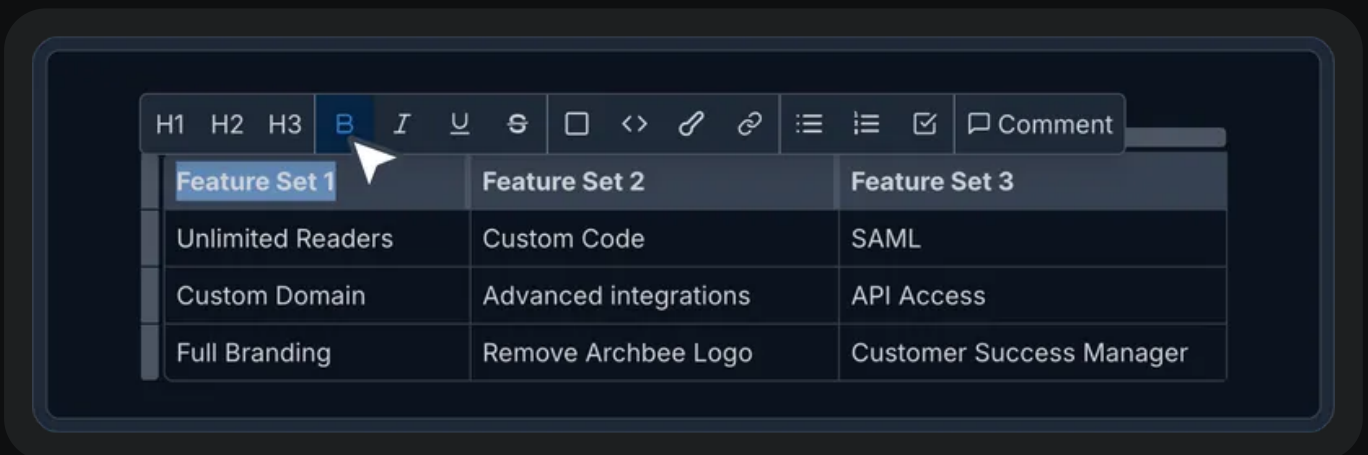 H1 H2 H3 B I U S Comment
Feature Set 1 Feature Set 2 Feature Set 3
Unlimited Readers Custom Code SAML
Custom Domain Advanced integrations API Access
Full Branding Remove Archbee Logo Customer Success Manager